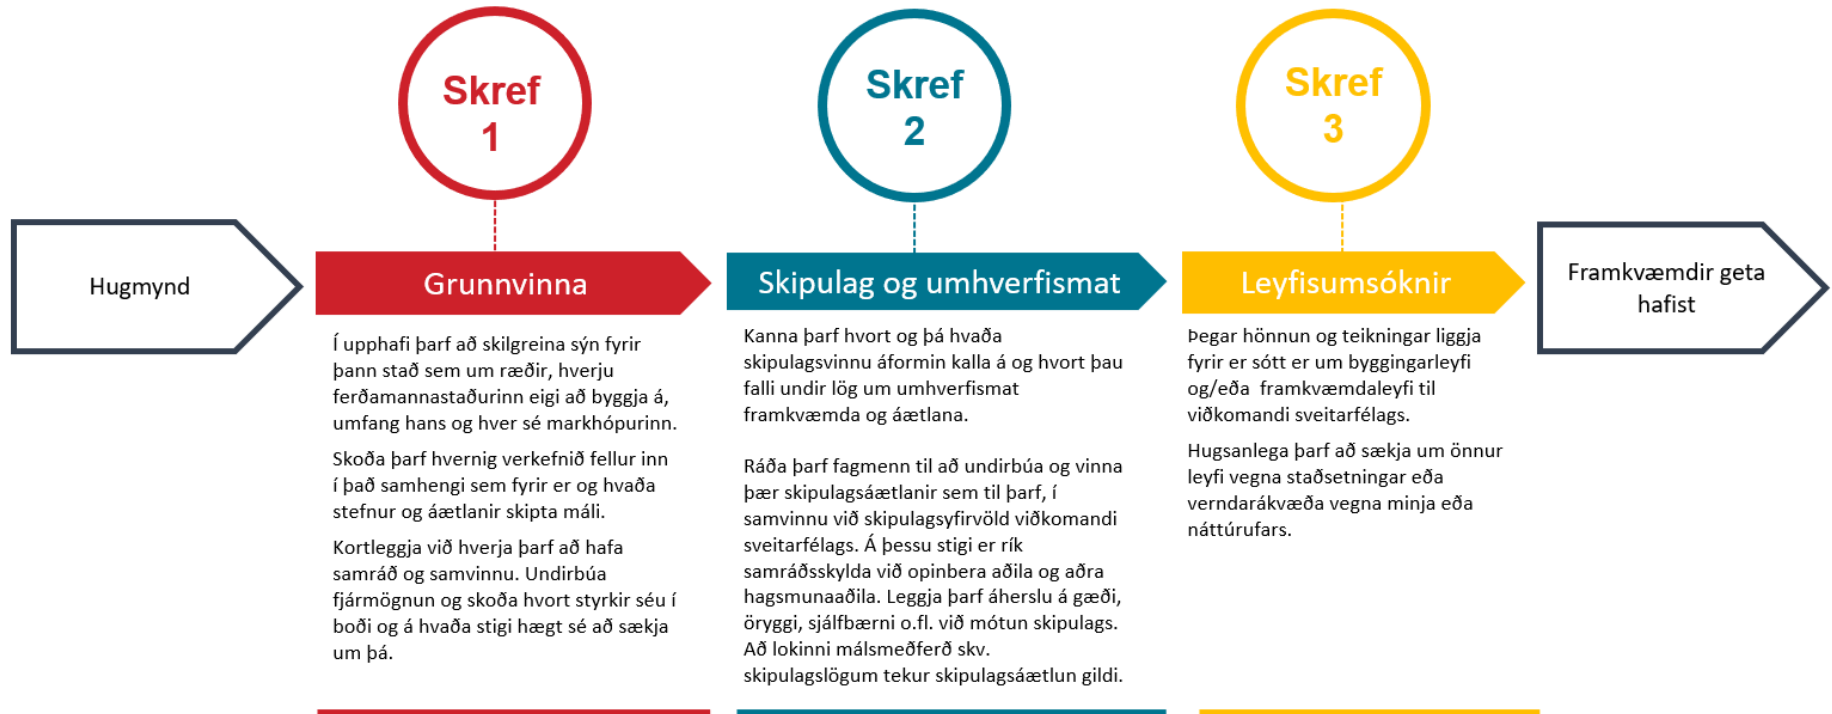 Skref
1
Skref
2
Skref
3
Hugmynd
Grunnvinna
Í upphafi þarf að skilgreina sýn fyrir
þann stað sem um ræðir, hverju
ferðamannastaðurinn eigi að byggja á,
umfang hans og hver sé markhópurinn.
Skoða þarf hvernig verkefnið fellur inn
í það samhengi sem fyrir er og hvaða
stefnur og áætlanir skipta máli.
Kortleggja við hverja þarf að hafa
samráð og samvinnu. Undirbúa
fjármögnun og skoða hvort styrkir séu í
boði og á hvaða stigi hægt sé að sækja
um þá.
Skipulag og umhverfismat
Kanna þarf hvort og þá hvaða
skipulagsvinnu áformin kalla á og hvort þau
falli undir lög um umhverfismat
framkvæmda og áætlana.
Ráða þarf fagmenn til að undirbúa og vinna
þær skipulagsáætlanir sem til þarf, í
samvinnu við skipulagsyfirvöld viðkomandi
sveitarfélags. Á þessu stigi er rík
samráðsskylda við opinbera aðila og aðra
hagsmunaaðila. Leggja þarf áherslu á gæði,
öryggi, sjálfbærni o.fl. við mótun skipulags.
Að lokinni málsmeðferð skv.
skipulagslögum tekur skipulagsáætlun gildi.
Leyfisumsóknir
Þegar hönnun og teikningar liggja
fyrir er sótt er um byggingarleyfi
og/eða  framkvæmdaleyfi til
viðkomandi sveitarfélags.
Hugsanlega þarf að sækja um önnur
leyfi vegna staðsetningar eða
verndarákvæða vegna minja eða
náttúrufars.
Framkvæmdir geta
hafist